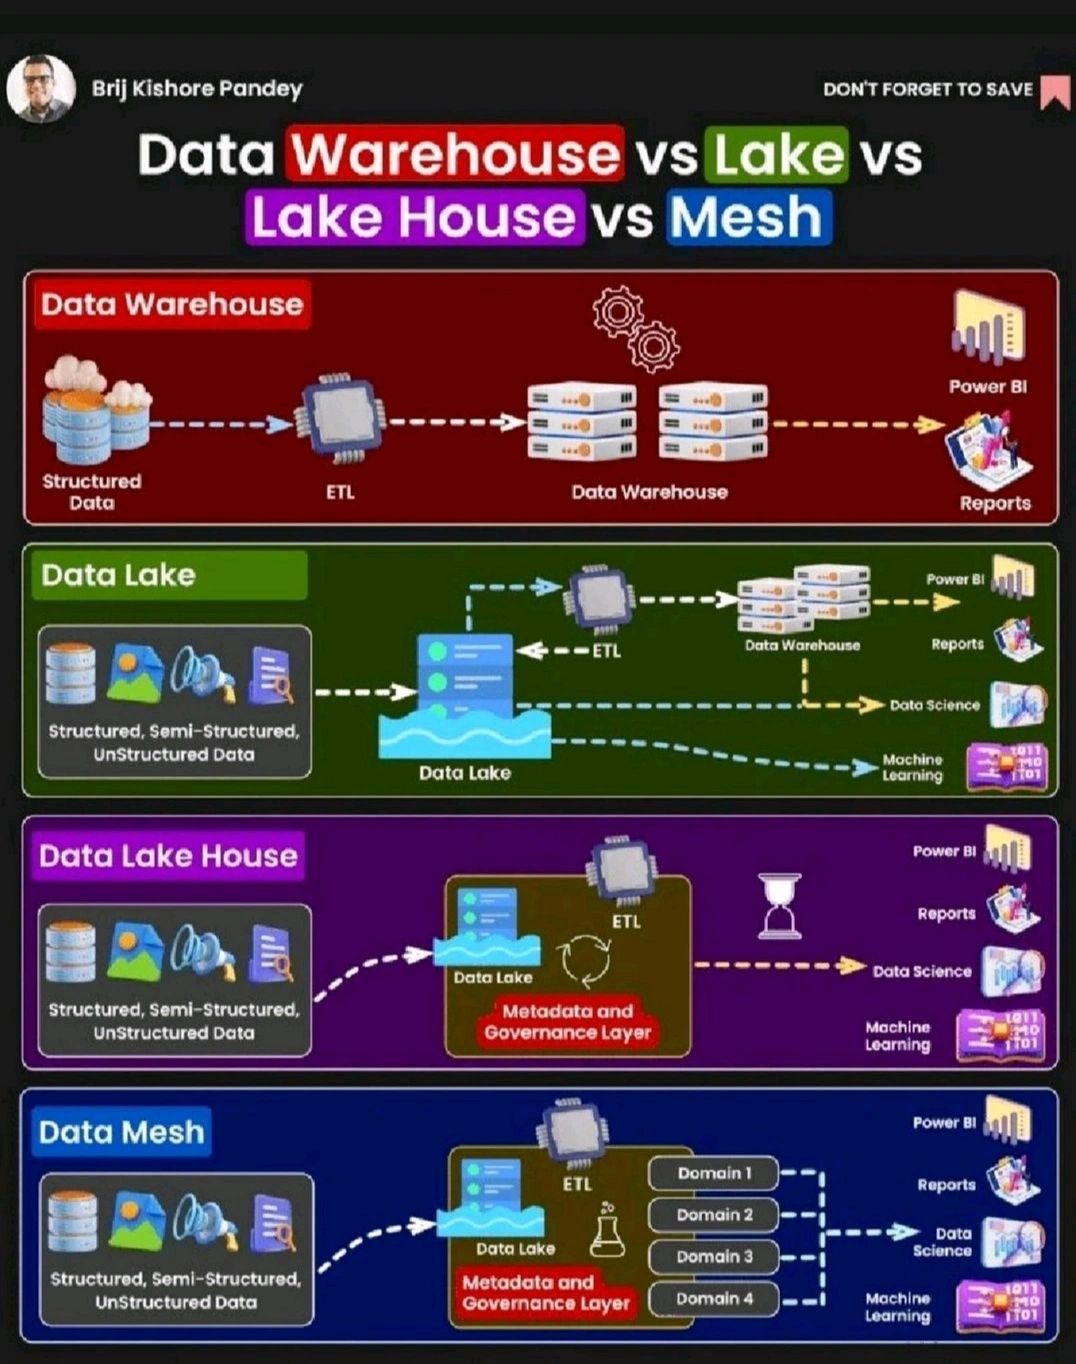 Brij Kishore Pandey
DON'T FORGET TO SAVE
Data Warehouse vs Lake vs
Lake House vs Mesh
Data Warehouse
Structured
Data
ETL
Data Warehouse
Power BI
Reports
Data Lake
Structured, Semi-Structured,
UnStructured Data
Data Lake
ETL
Data Warehouse
Power BI
Reports
Data Science
Machine
Learning
Data Lake House
Structured, Semi-Structured,
UnStructured Data
Data Lake
ETL
Metadata and
Governance Layer
Power BI
Reports
Data Science
Machine
Learning
Data Mesh
Structured, Semi-Structured,
UnStructured Data
Data Lake
ETL
Metadata and
Governance Layer
Domain 1
Domain 2
Domain 3
Domain 4
Power BI
Reports
Data
Science
Machine
Learning